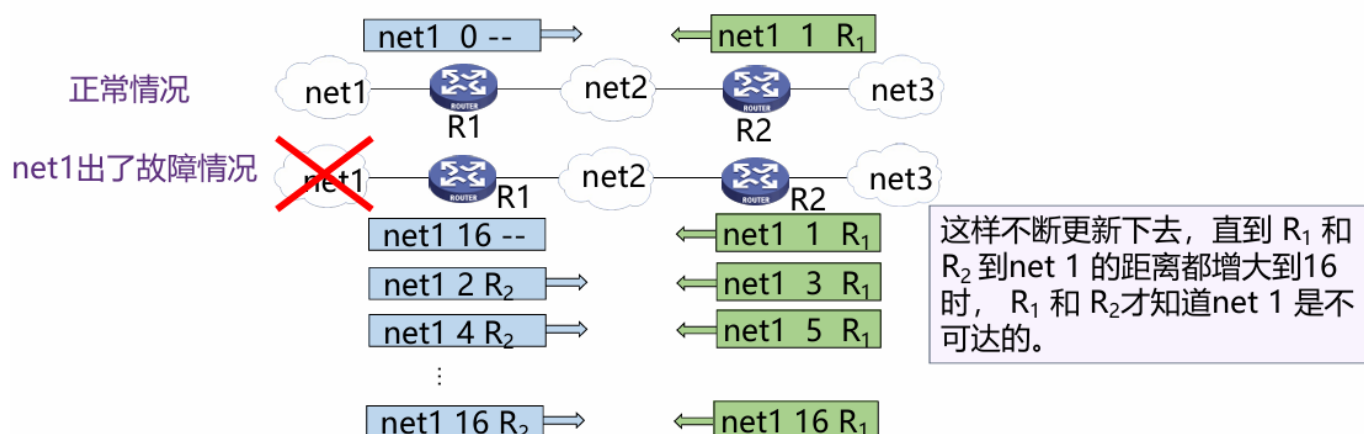 net1 0 --
net1 1 R₁
正常情况
net1
ROUTER
R1
net2
ROUTER
R2
net3
net1出了故障情况
net1
ROUTER
R1
net2
ROUTER
R2
net3
net1 16 --
net1 1 R₁
net1 2 R₂
net1 3 R₁
net1 4 R₂
net1 5 R₁
⋮
net1 16 R₂
net1 16 R₁
这样不断更新下去，直到 R₁ 和
R₂ 到net 1 的距离都增大到16
时， R₁ 和 R₂才知道net 1 是不
可达的。